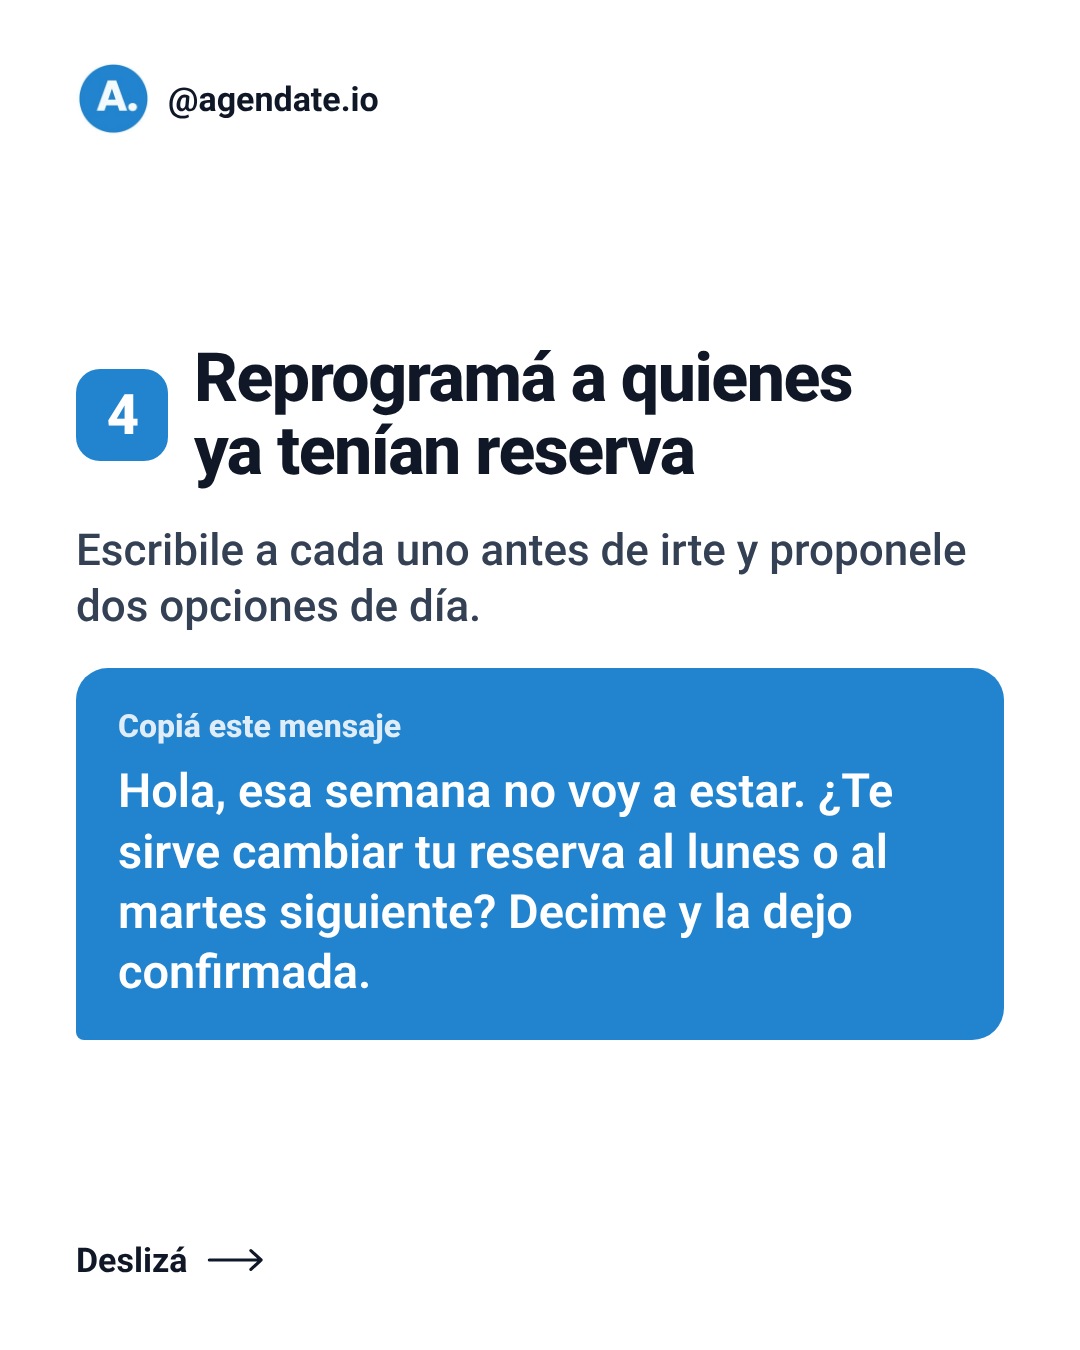 A.
@agendate.io
4
Reprogramá a quienes
ya tenían reserva
Escribile a cada uno antes de irte y proponele
dos opciones de día.
Copiá este mensaje
Hola, esa semana no voy a estar. ¿Te
sirve cambiar tu reserva al lunes o al
martes siguiente? Decime y la dejo
confirmada.
Deslizá